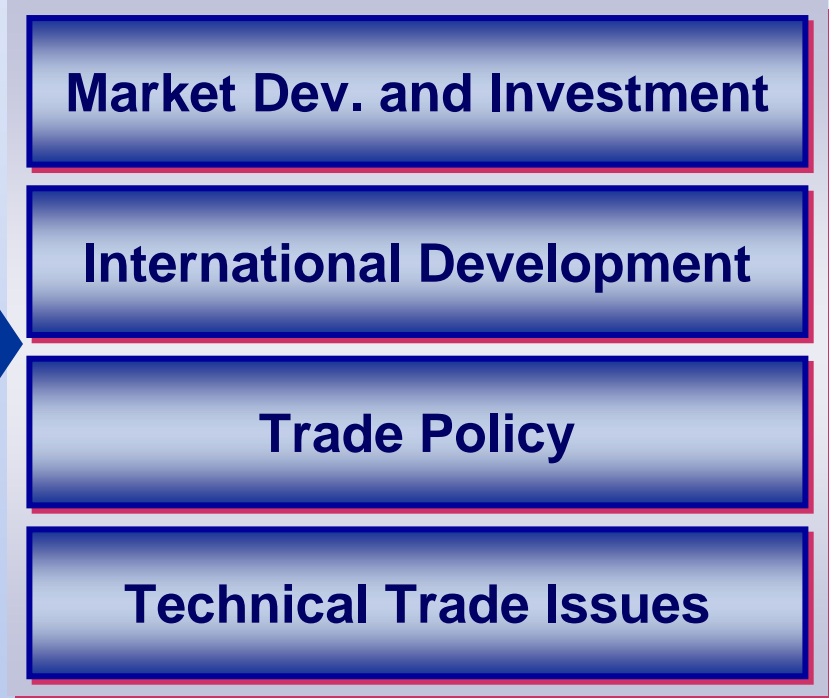 Market Dev. and Investment
International Development
Trade Policy
Technical Trade Issues